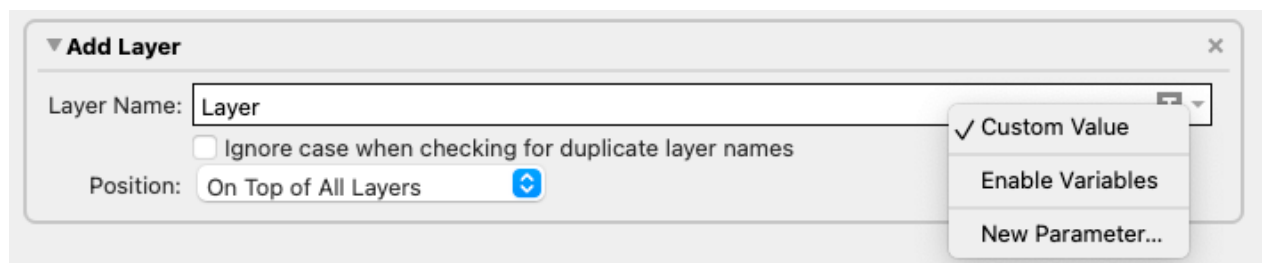 Add Layer
Layer Name: Layer
Custom Value
Ignore case when checking for duplicate layer names
Enable Variables
Position: On Top of All Layers
New Parameter...